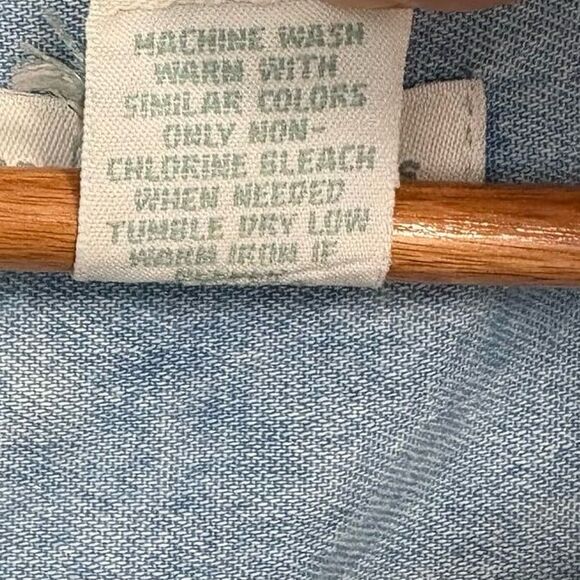 MACHINE WASH
WARM WITH
SIMILAR COLORS
ONLY NON-
CHLORINE BLEACH
WHEN NEEDED
TUMBLE DRY LOW
WARM IRON IF